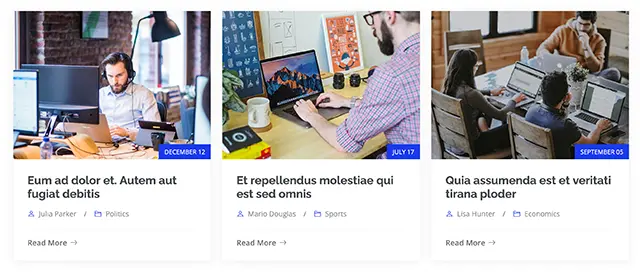 DECEMBER 12
Eum ad dolor et. Autem aut
fugiat debitis
Julia Parker / Politics
Read More →
JULY 17
Et repellendus molestiae qui
est sed omnis
Mario Douglas / Sports
Read More →
SEPTEMBER 05
Quia assumenda est et veritati
tirana ploder
Lisa Hunter / Economics
Read More →